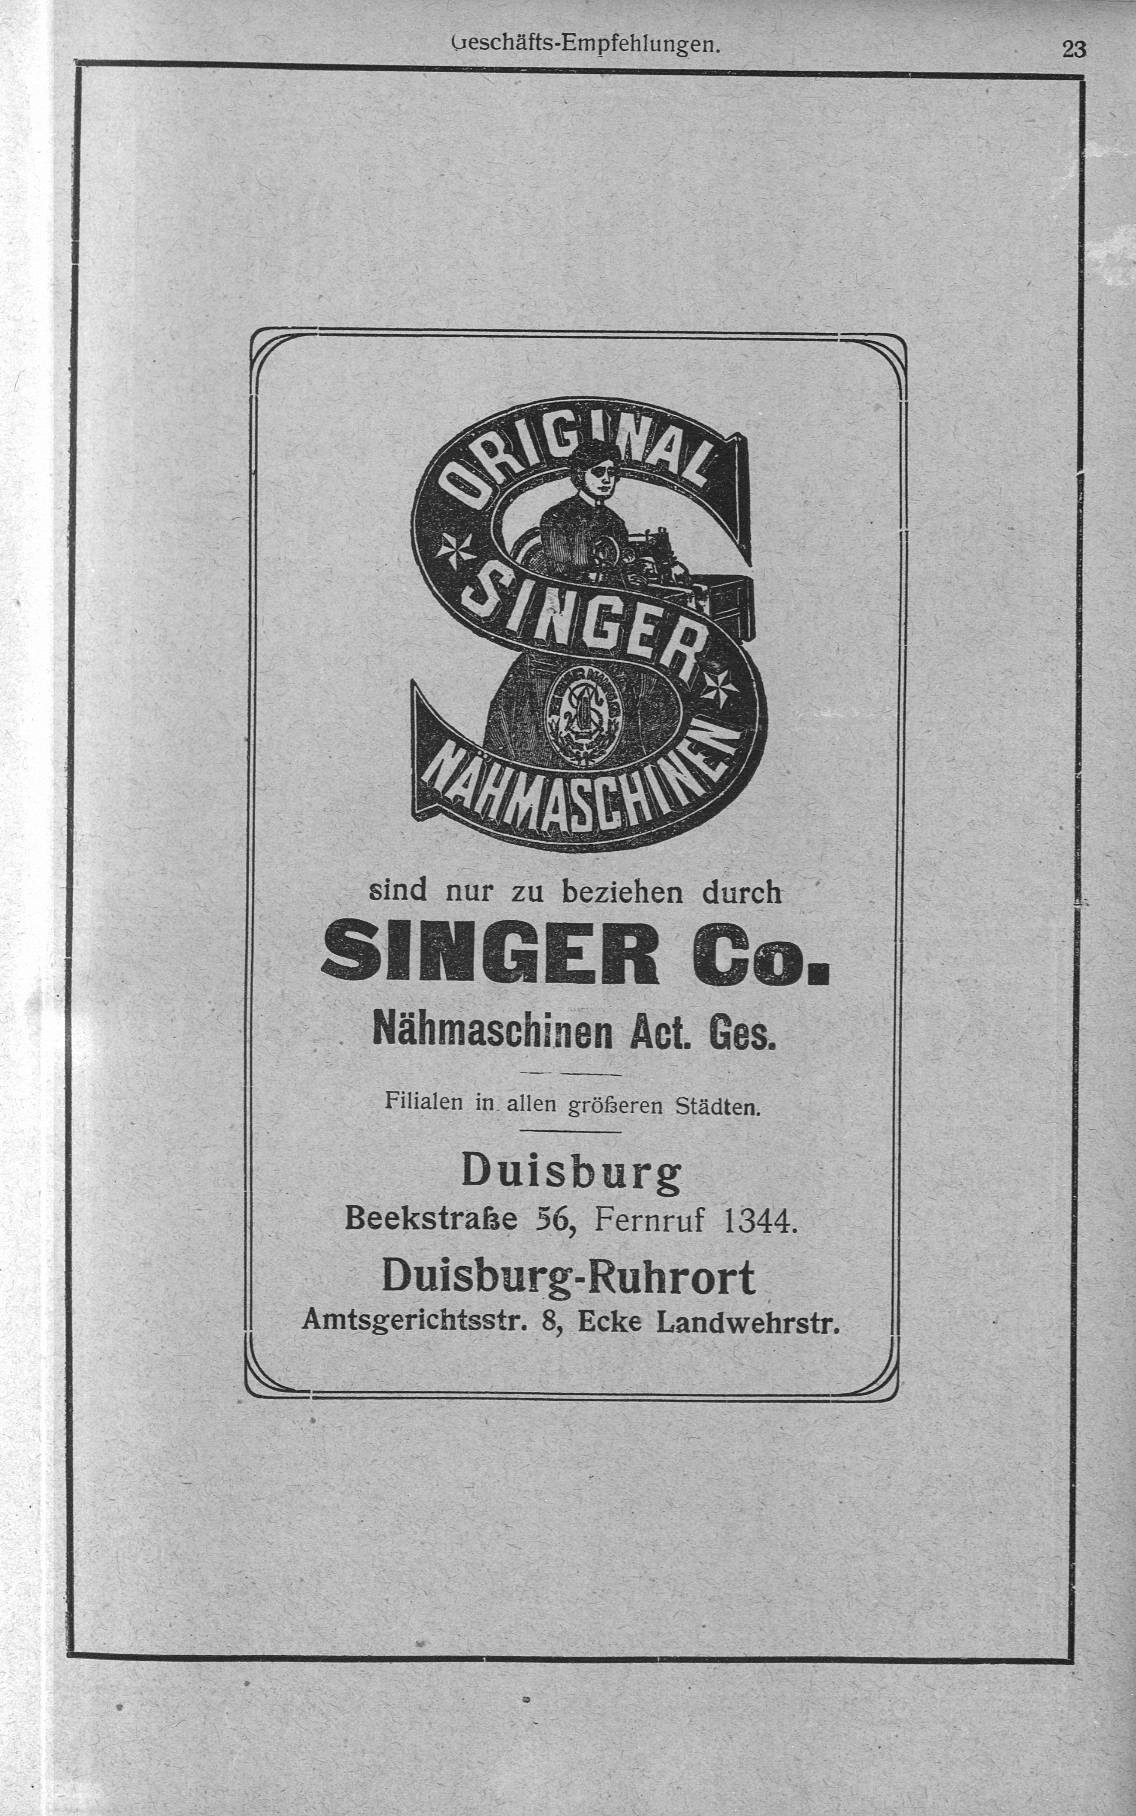 Geschäfts-Empfehlungen.
23
ORIGINAL
SINGER
NÄHMASCHINEN
sind nur zu beziehen durch
SINGER Co.
Nähmaschinen Act. Ges.
Filialen in allen größeren Städten.
Duisburg
Beekstraße 56, Fernruf 1344.
Duisburg-Ruhrort
Amtsgerichtsstr. 8, Ecke Landwehrstr.